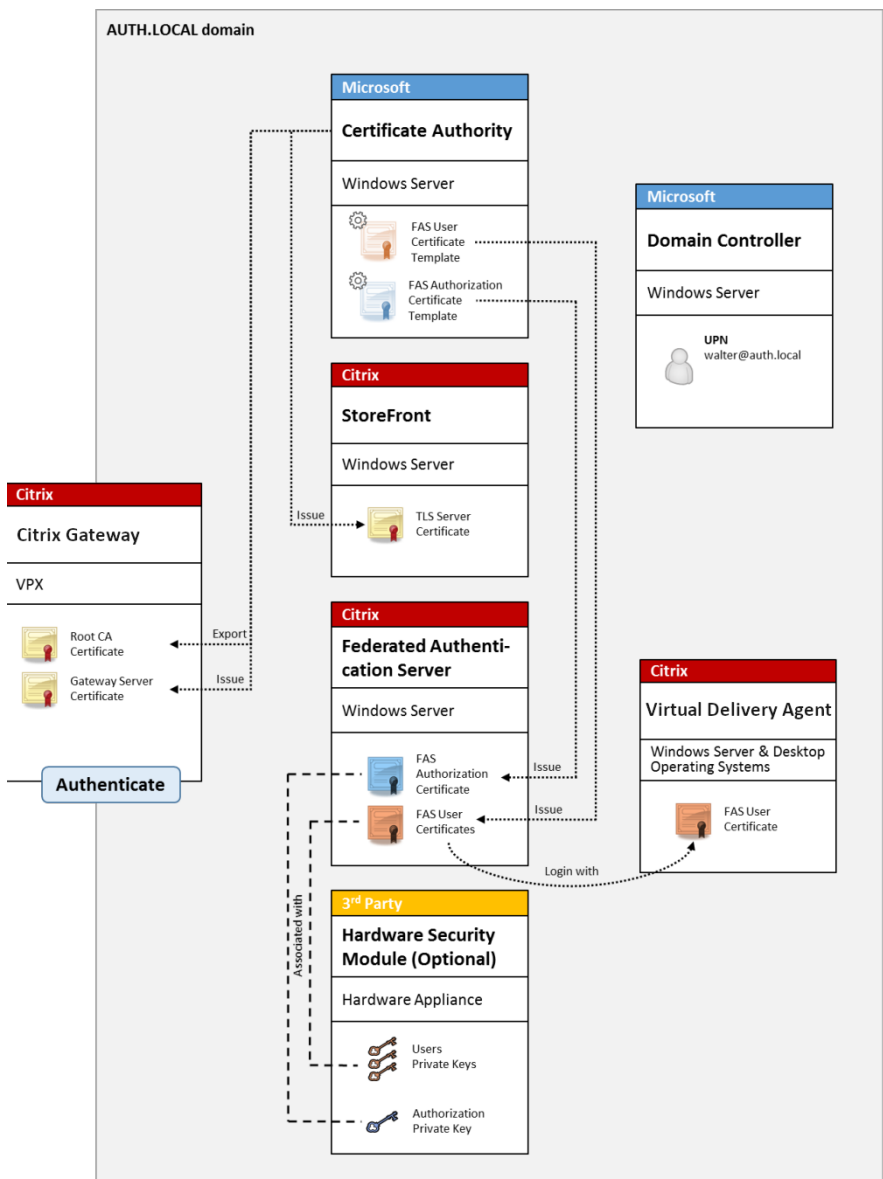 AUTH.LOCAL domain
Microsoft
Certificate Authority
Windows Server
FAS User
Certificate
Template
FAS Authorization
Certificate
Template
Microsoft
Domain Controller
Windows Server
UPN
walter@auth.local
Citrix
StoreFront
Windows Server
Issue
TLS Server
Certificate
Citrix
Citrix Gateway
VPX
Root CA
Certificate
Export
Gateway Server
Certificate
Issue
Authenticate
Citrix
Federated Authenti-
cation Server
Windows Server
FAS
Authorization
Certificate
Issue
FAS User
Certificates
Issue
Login with
Citrix
Virtual Delivery Agent
Windows Server & Desktop
Operating Systems
FAS User
Certificate
Associated with
3rd Party
Hardware Security
Module (Optional)
Hardware Appliance
Users
Private Keys
Authorization
Private Key